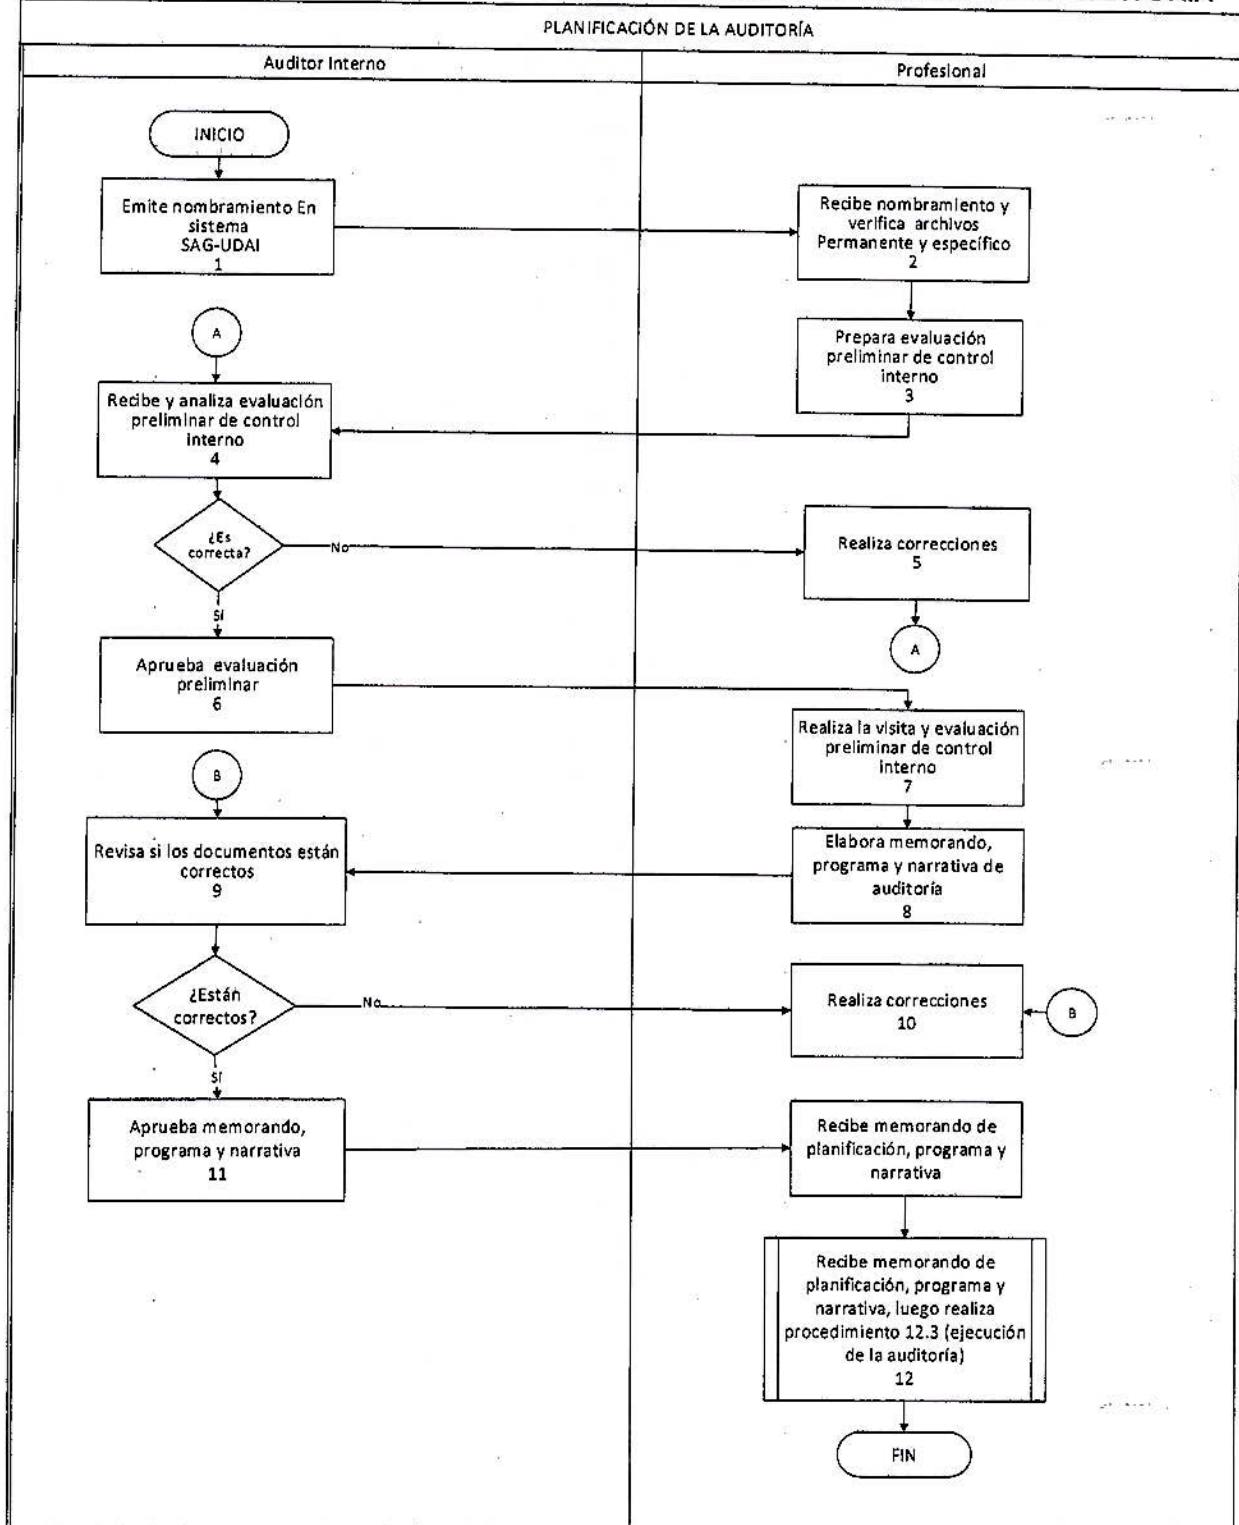 PLANIFICACIÓN DE LA AUDITORÍA
Auditor Interno
Profesional
INICIO
Emite nombramiento En
sistema
SAG-UDAI
1
Recibe nombramiento y
verifica archivos
Permanente y específico
2
A
Prepara evaluación
preliminar de control
interno
3
Recibe y analiza evaluación
preliminar de control
interno
4
¿Es
correcta?
No
Realiza correcciones
5
Sí
A
Aprueba evaluación
preliminar
6
Realiza la visita y evaluación
preliminar de control
interno
7
B
Revisa si los documentos están
correctos
9
Elabora memorando,
programa y narrativa de
auditoría
8
¿Están
correctos?
No
Realiza correcciones
10
B
Sí
Aprueba memorando,
programa y narrativa
11
Recibe memorando de
planificación, programa y
narrativa
Recibe memorando de
planificación, programa y
narrativa, luego realiza
procedimiento 12.3 (ejecución
de la auditoría)
12
FIN